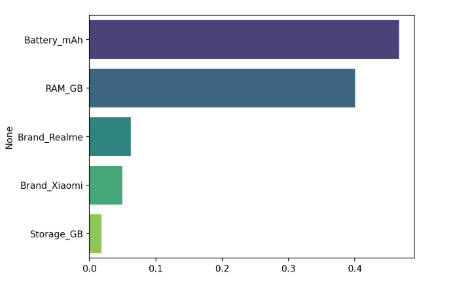 Battery_mAh
RAM_GB
Brand_Realme
Brand_Xiaomi
Storage_GB
None
0.0 0.1 0.2 0.3 0.4